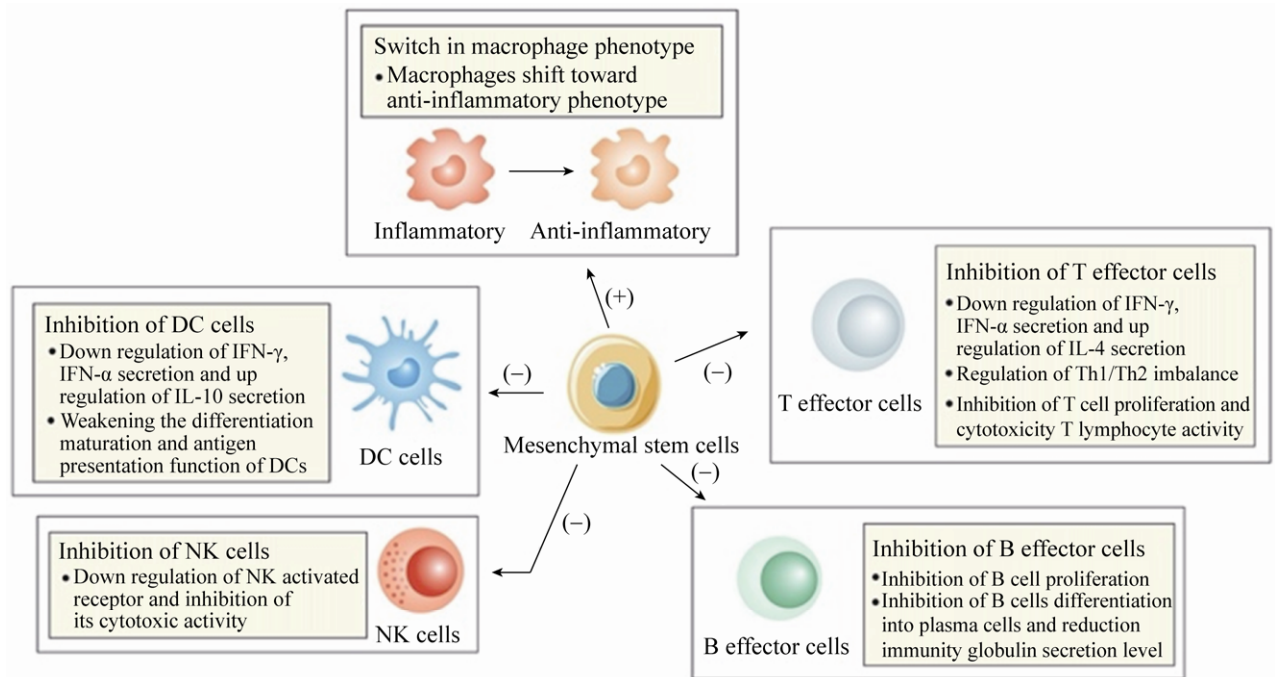 Switch in macrophage phenotype
• Macrophages shift toward
anti-inflammatory phenotype
Inflammatory
Anti-inflammatory
(+)
Inhibition of DC cells
• Down regulation of IFN-γ,
IFN-α secretion and up
regulation of IL-10 secretion
• Weakening the differentiation
maturation and antigen
presentation function of DCs
DC cells
(−)
Mesenchymal stem cells
(−)
Inhibition of T effector cells
• Down regulation of IFN-γ,
IFN-α secretion and up
regulation of IL-4 secretion
• Regulation of Th1/Th2 imbalance
• Inhibition of T cell proliferation and
cytotoxicity T lymphocyte activity
T effector cells
(−)
Inhibition of NK cells
• Down regulation of NK activated
receptor and inhibition of
its cytotoxic activity
NK cells
(−)
Inhibition of B effector cells
• Inhibition of B cell proliferation
• Inhibition of B cells differentiation
into plasma cells and reduction
immunity globulin secretion level
B effector cells